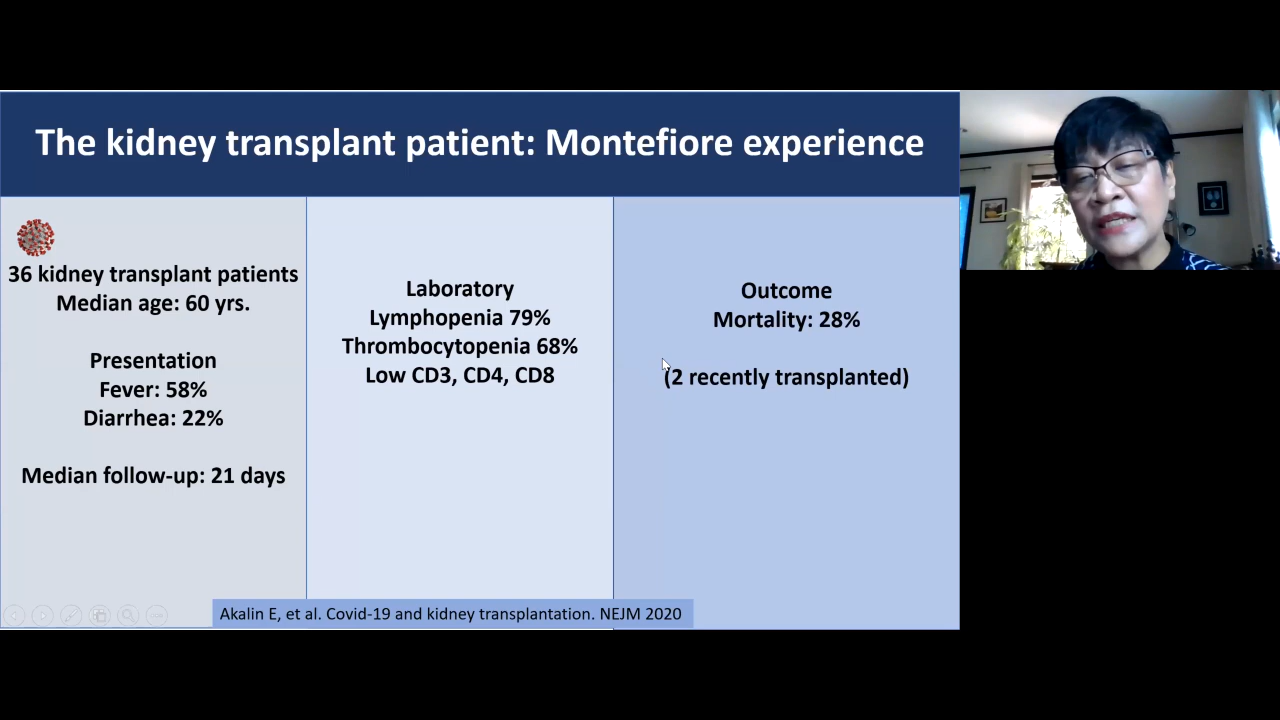 The kidney transplant patient: Montefiore experience
36 kidney transplant patients
Median age: 60 yrs.
Presentation
Fever: 58%
Diarrhea: 22%
Median follow-up: 21 days
Laboratory
Lymphopenia 79%
Thrombocytopenia 68%
Low CD3, CD4, CD8
Outcome
Mortality: 28%
(2 recently transplanted)
Akalin E, et al. Covid-19 and kidney transplantation. NEJM 2020